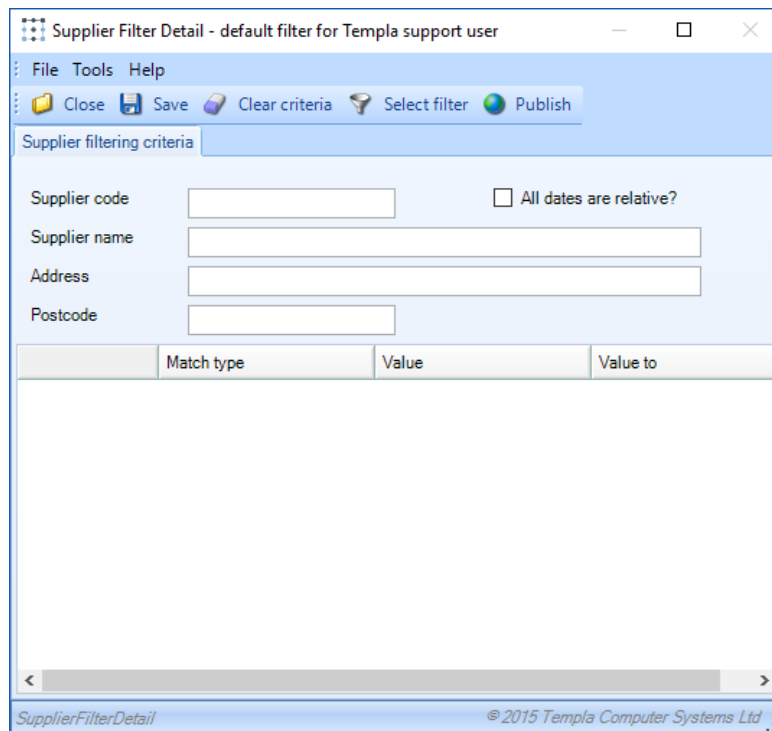 Supplier Filter Detail - default filter for Templa support user
File Tools Help
Close Save Clear criteria Select filter Publish
Supplier filtering criteria
Supplier code All dates are relative?
Supplier name
Address
Postcode
Match type Value Value to
SupplierFilterDetail © 2015 Templa Computer Systems Ltd